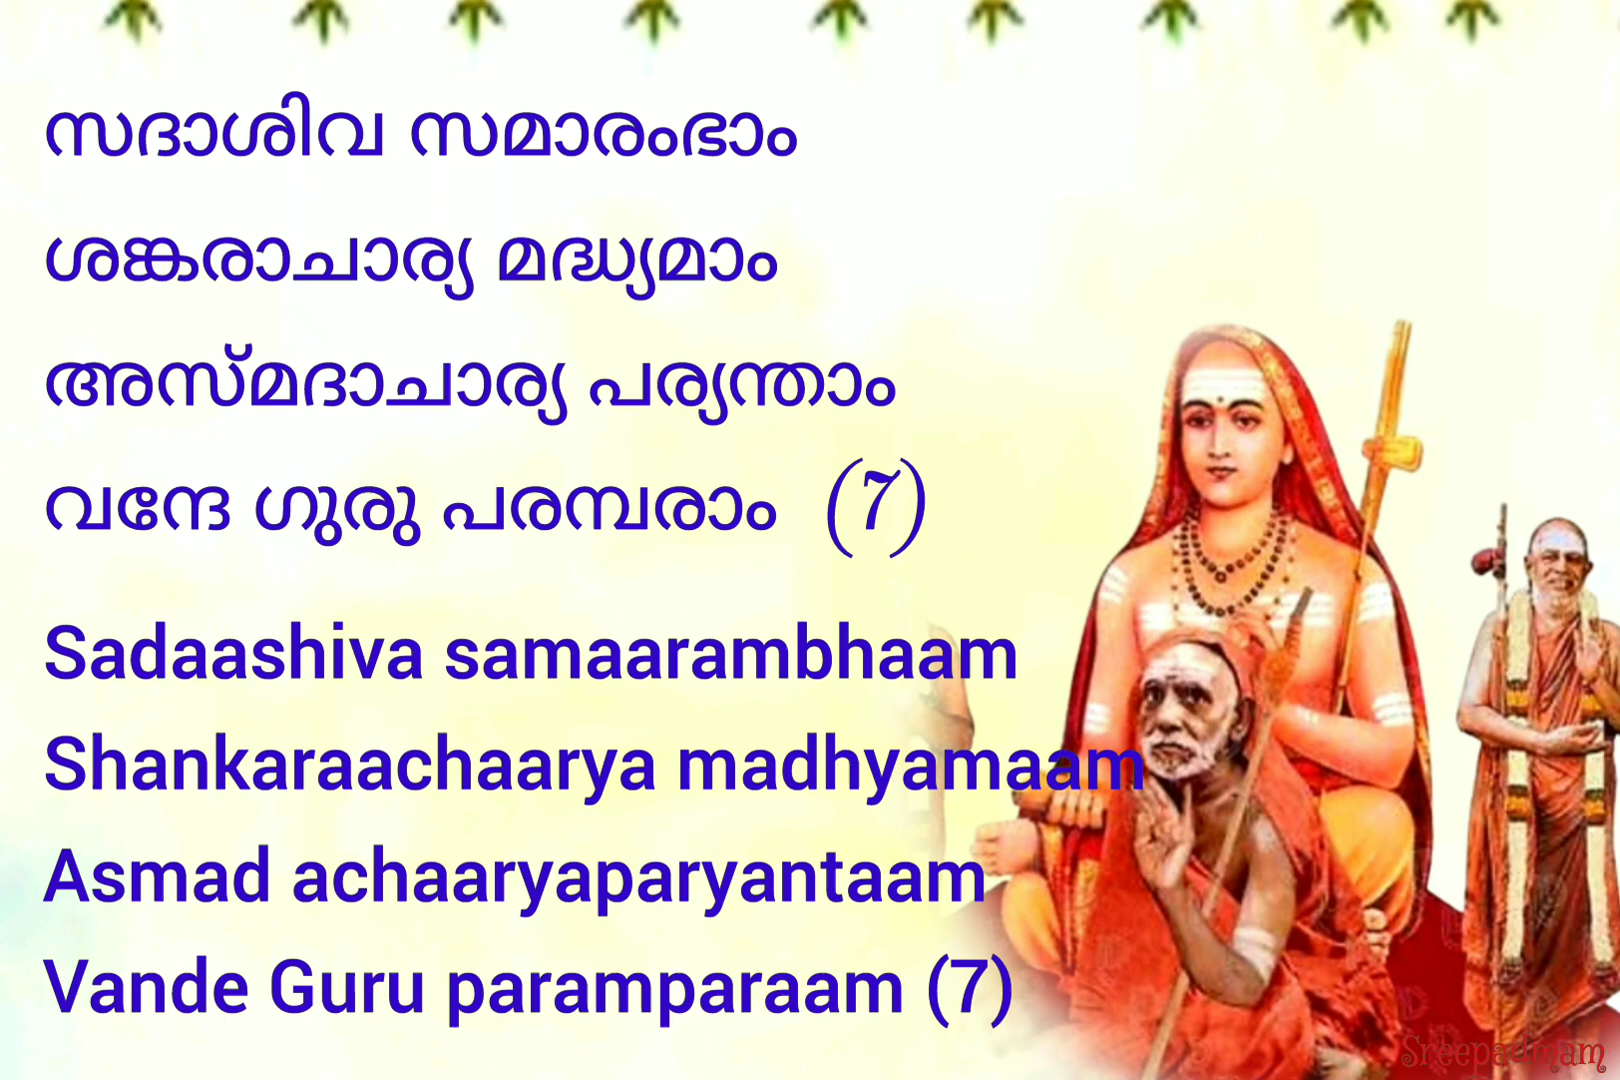 സദാശിവ സമാരംഭാം
ശങ്കരാചാര്യ മദ്ധ്യമാം
അസ്മദാചാര്യ പര്യന്താം
വന്ദേ ഗുരു പരമ്പരാം (7)
Sadaashiva samaarambhaam
Shankaraachaarya madhyamaam
Asmad achaaryaparyantaam
Vande Guru paramparaam (7)
Sreepadmam